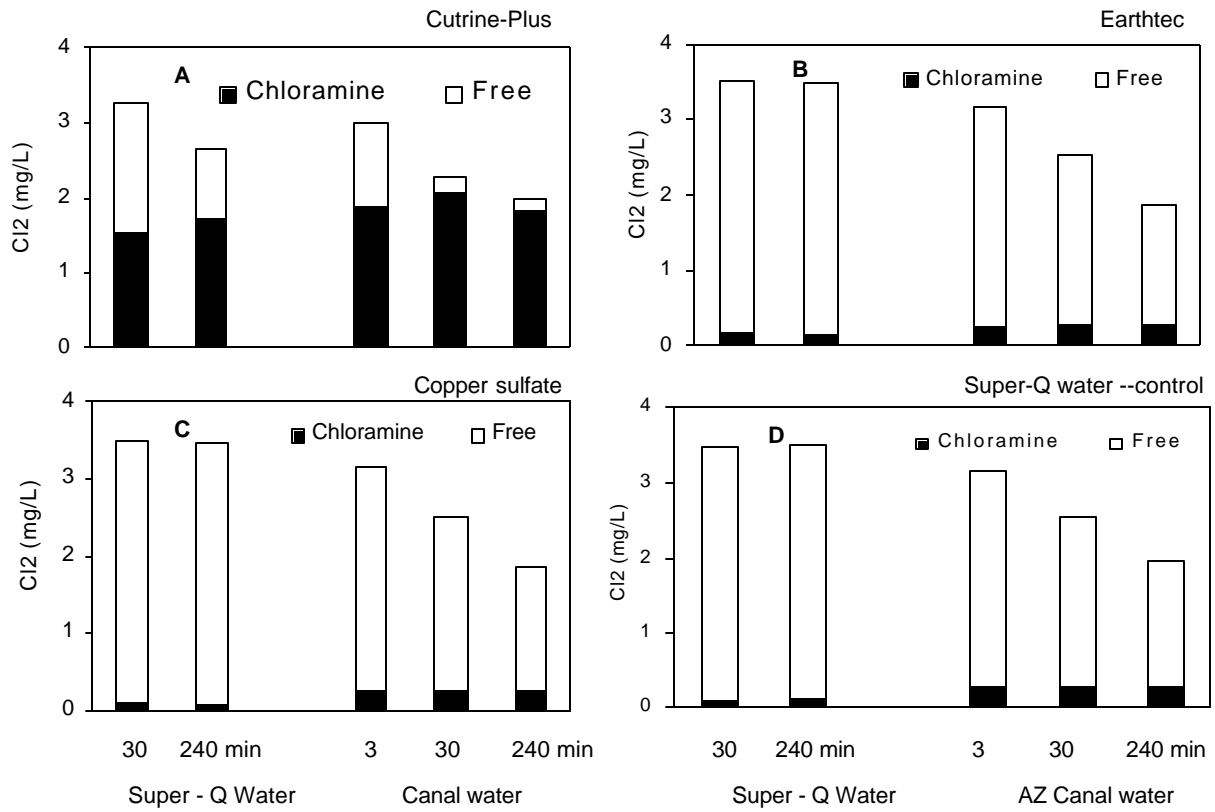 Cutrine-Plus
4
A
Chloramine
Free
3
2
1
0
Cl2 (mg/L)
Earthtec
4
B
Chloramine
Free
3
2
1
0
Cl2 (mg/L)
Copper sulfate
4
C
Chloramine
Free
3
2
1
0
Cl2 (mg/L)
30 240 min 3 30 240 min
Super - Q Water Canal water
Super-Q water --control
4
D
Chloramine
Free
3
2
1
0
Cl2 (mg/L)
30 240 min 3 30 240 min
Super - Q Water AZ Canal water